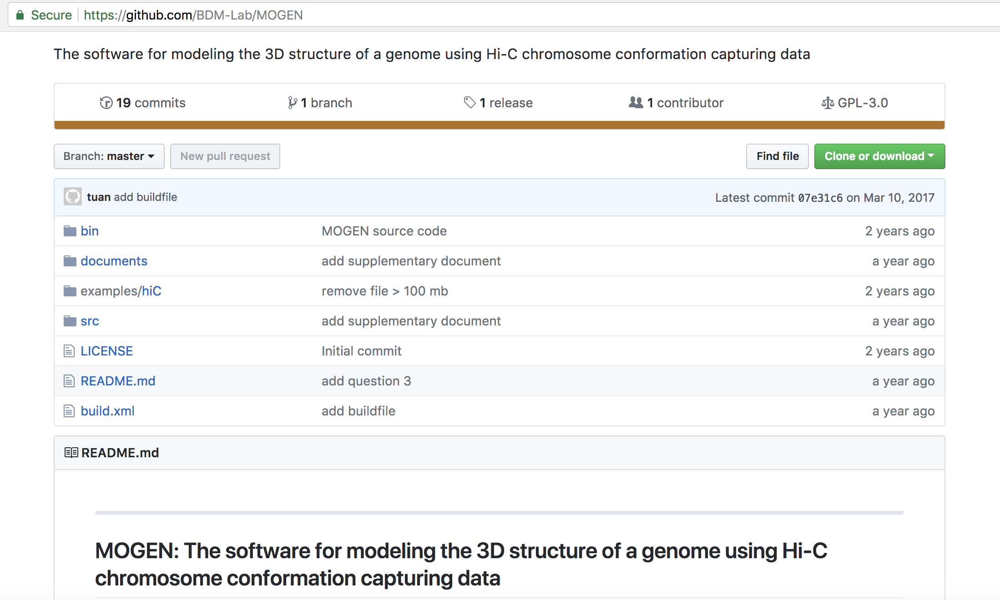 Secure https://github.com/BDM-Lab/MOGEN
The software for modeling the 3D structure of a genome using Hi-C chromosome conformation capturing data
19 commits 1 branch 1 release 1 contributor GPL-3.0
Branch: master New pull request Find file Clone or download
tuan add buildfile Latest commit 07e31c6 on Mar 10, 2017
bin MOGEN source code 2 years ago
documents add supplementary document a year ago
examples/hiC remove file > 100 mb 2 years ago
src add supplementary document a year ago
LICENSE Initial commit 2 years ago
README.md add question 3 a year ago
build.xml add buildfile a year ago
README.md
MOGEN: The software for modeling the 3D structure of a genome using Hi-C
chromosome conformation capturing data